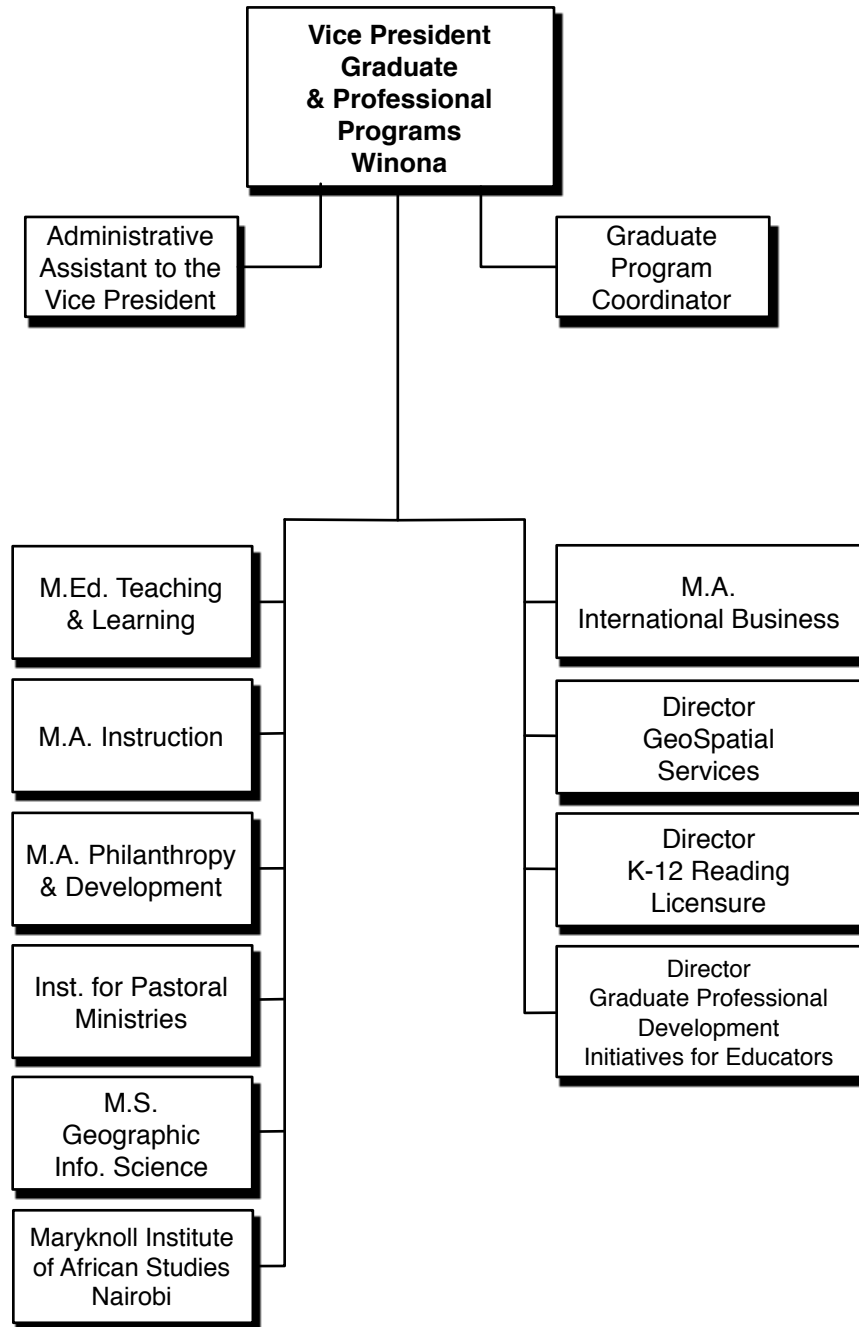 Vice President
Graduate
& Professional
Programs
Winona
Administrative
Assistant to the
Vice President
Graduate
Program
Coordinator
M.Ed. Teaching
& Learning
M.A. Instruction
M.A. Philanthropy
& Development
Inst. for Pastoral
Ministries
M.S.
Geographic
Info. Science
Maryknoll Institute
of African Studies
Nairobi
M.A.
International Business
Director
GeoSpatial
Services
Director
K-12 Reading
Licensure
Director
Graduate Professional
Development
Initiatives for Educators